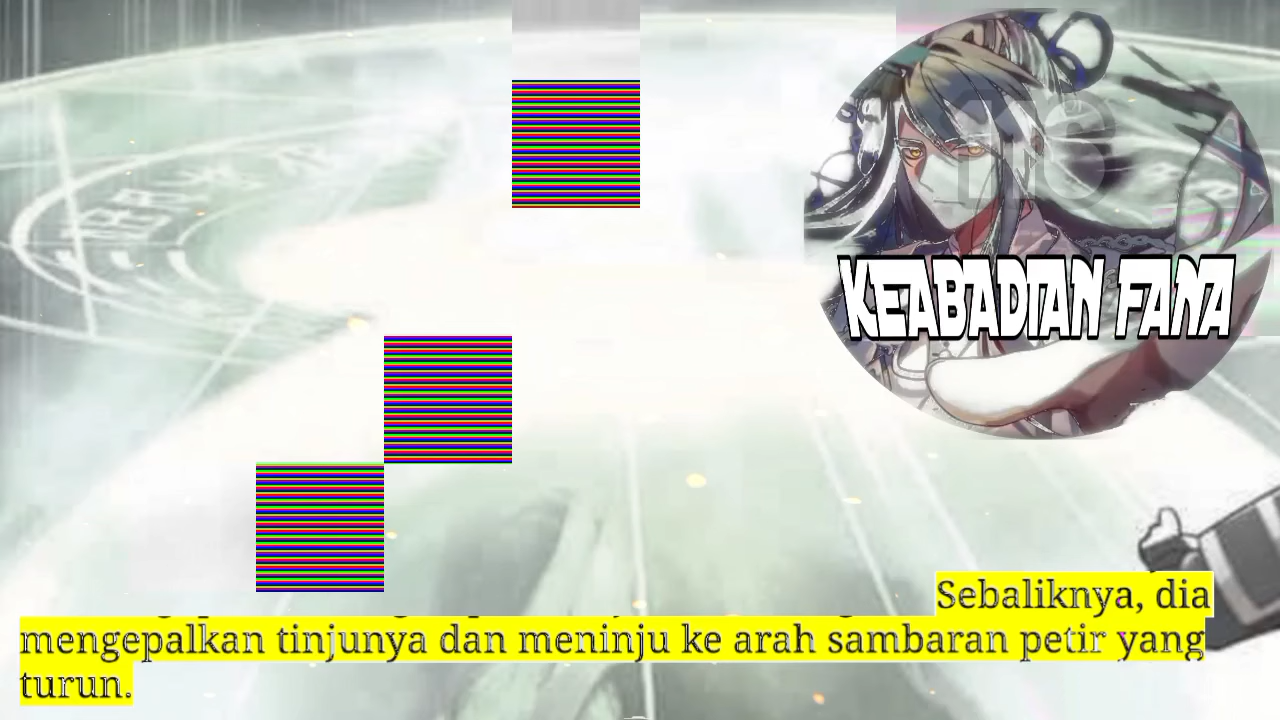 KEABADIAN FANA
Sebaliknya, dia
mengepalkan tinjunya dan meninju ke arah sambaran petir yang
turun.